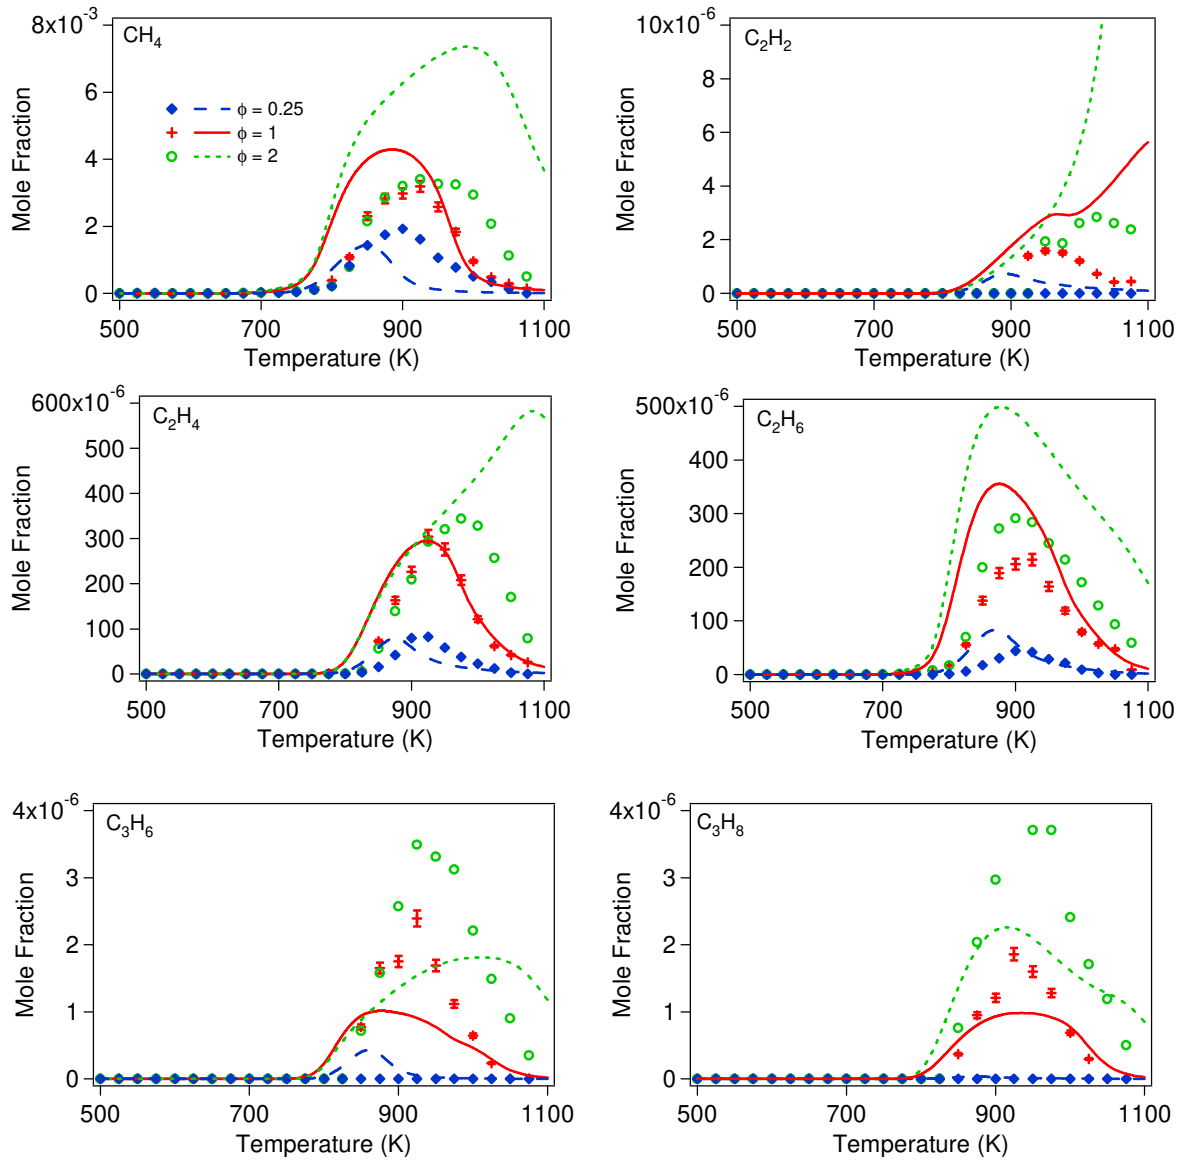 8x10⁻³
CH₄
6
4
2
0
Mole Fraction
ϕ = 0.25
ϕ = 1
ϕ = 2
500 700 900 1100
Temperature (K)
10x10⁻⁶
C₂H₂
8
6
4
2
0
Mole Fraction
500 700 900 1100
Temperature (K)
600x10⁻⁶
C₂H₄
500
400
300
200
100
0
Mole Fraction
500 700 900 1100
Temperature (K)
500x10⁻⁶
C₂H₆
400
300
200
100
0
Mole Fraction
500 700 900 1100
Temperature (K)
4x10⁻⁶
C₃H₆
3
2
1
0
Mole Fraction
500 700 900 1100
Temperature (K)
4x10⁻⁶
C₃H₈
3
2
1
0
Mole Fraction
500 700 900 1100
Temperature (K)